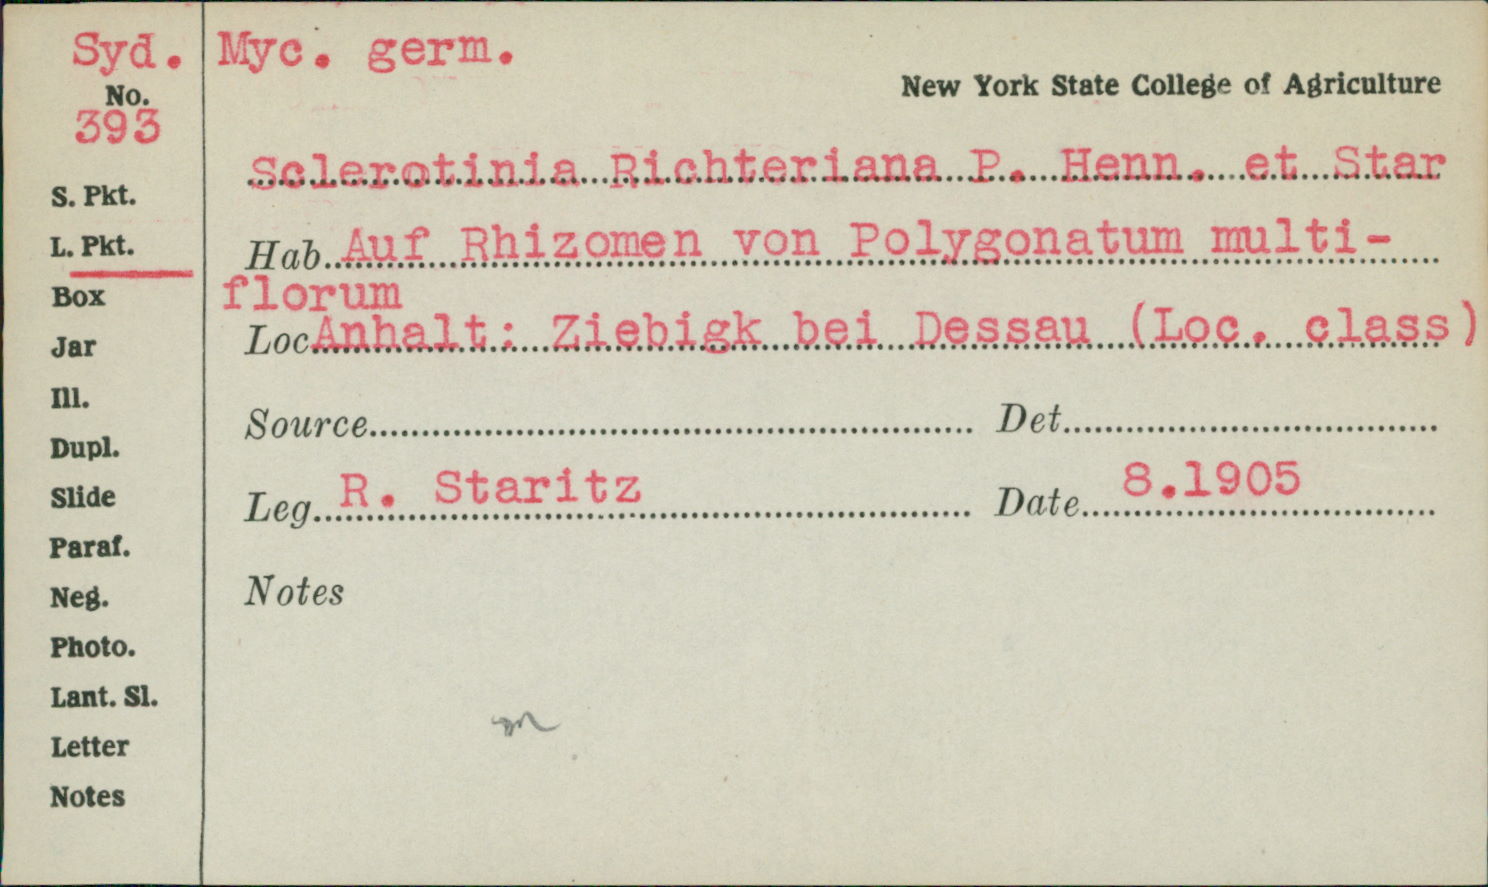 Syd. Myc. germ.
No.
393
New York State College of Agriculture
Sclerotinia Richteriana P. Henn. et Star
Hab. Auf Rhizomen von Polygonatum multi-
florum
Loc Anhalt: Ziebigk bei Dessau (Loc. class)
Source Det.
Leg. R. Staritz Date 8.1905
Notes
S. Pkt.
L. Pkt.
Box
Jar
Ill.
Dupl.
Slide
Paraf.
Neg.
Photo.
Lant. Sl.
Letter
Notes